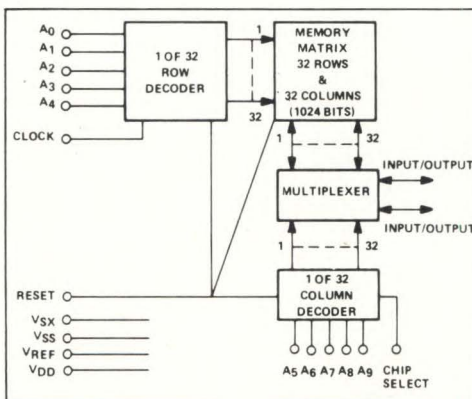 A0
A1
A2
A3
A4
CLOCK
1 OF 32
ROW
DECODER
1
32
MEMORY
MATRIX
32 ROWS
&
32 COLUMNS
(1024 BITS)
1
32
INPUT/OUTPUT
MULTIPLEXER
INPUT/OUTPUT
1
32
RESET
1 OF 32
COLUMN
DECODER
VSX
VSS
VREF
VDD
A5 A6 A7 A8 A9
CHIP
SELECT